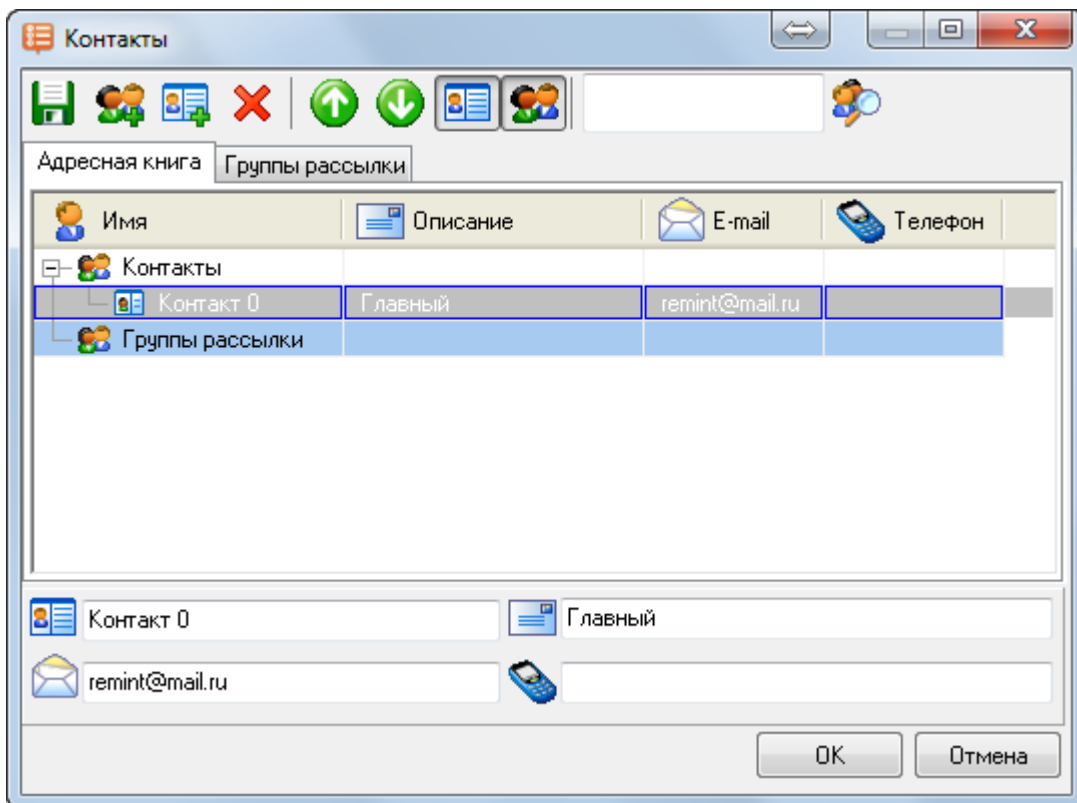 Контакты
Адресная книга Группы рассылки
Имя Описание E-mail Телефон
Контакты
Контакт 0 Главный remint@mail.ru
Группы рассылки
Контакт 0 Главный
remint@mail.ru
OK Отмена